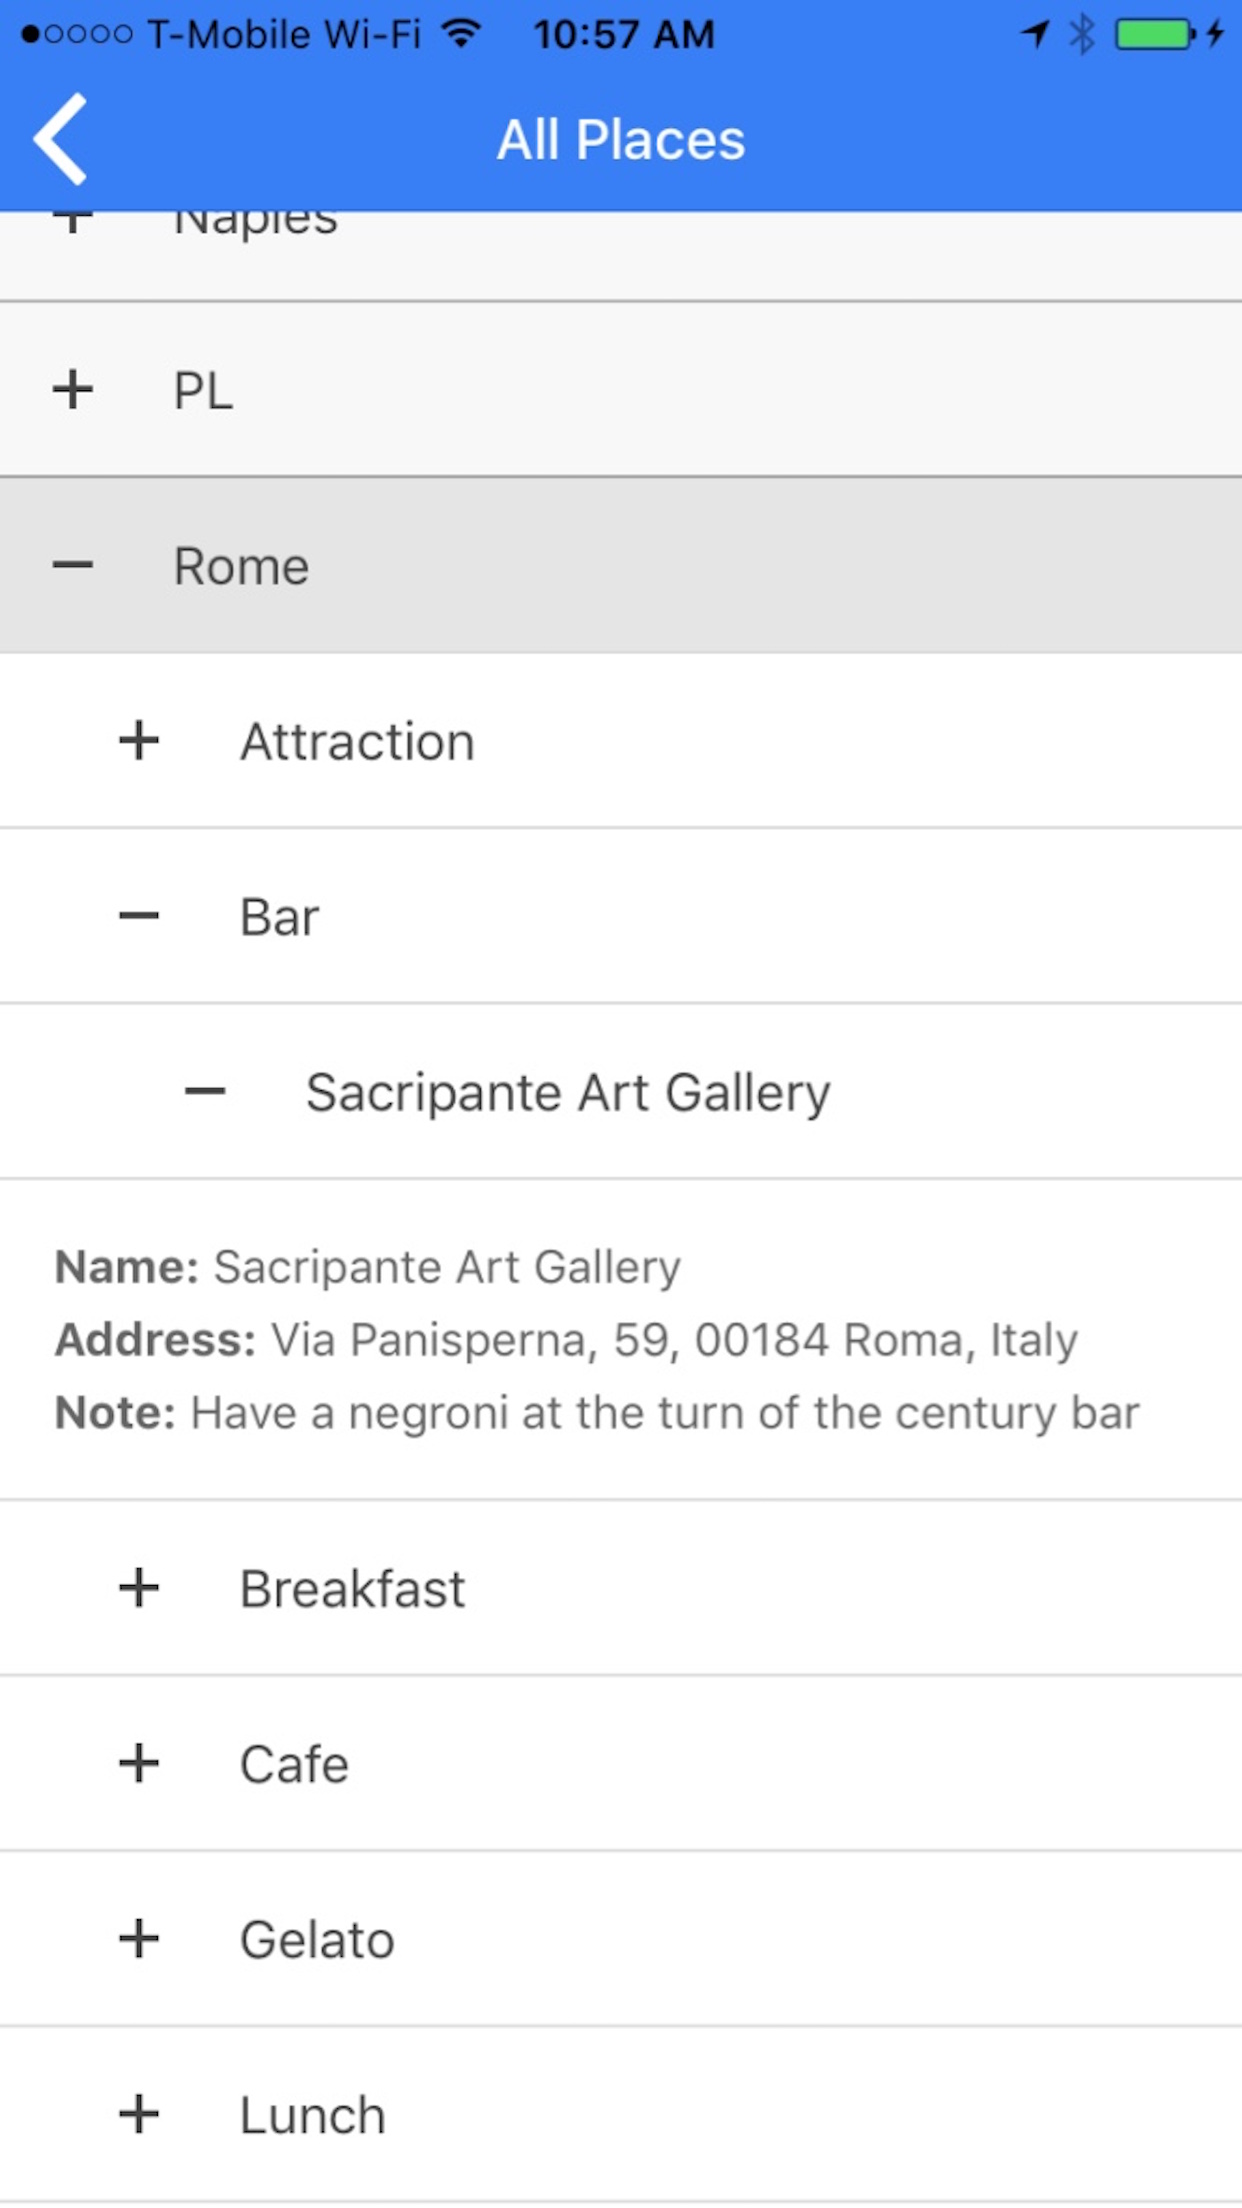 T-Mobile Wi-Fi 10:57 AM
All Places
+ Naples
+ PL
− Rome
+ Attraction
− Bar
− Sacripante Art Gallery
Name: Sacripante Art Gallery
Address: Via Panisperna, 59, 00184 Roma, Italy
Note: Have a negroni at the turn of the century bar
+ Breakfast
+ Cafe
+ Gelato
+ Lunch